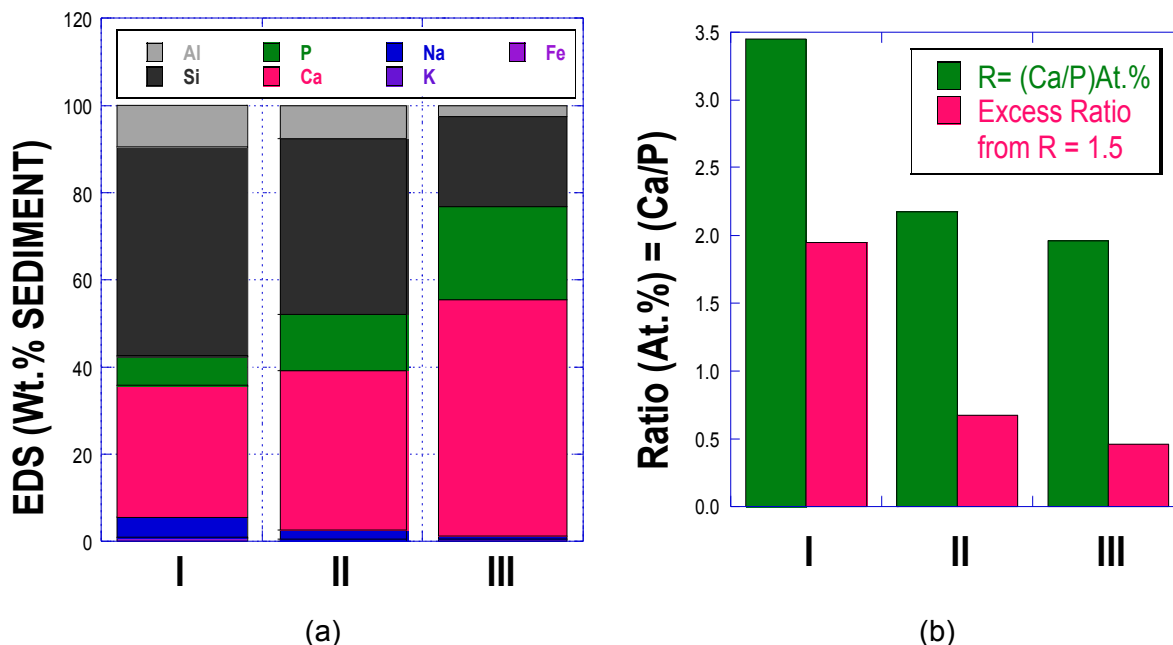 EDS (Wt.% SEDIMENT)
120
100
80
60
40
20
0
Al P Na Fe
Si Ca K
I II III
(a)
Ratio (At.%) = (Ca/P)
3.5
3.0
2.5
2.0
1.5
1.0
0.5
0.0
R= (Ca/P)At.%
Excess Ratio
from R = 1.5
I II III
(b)